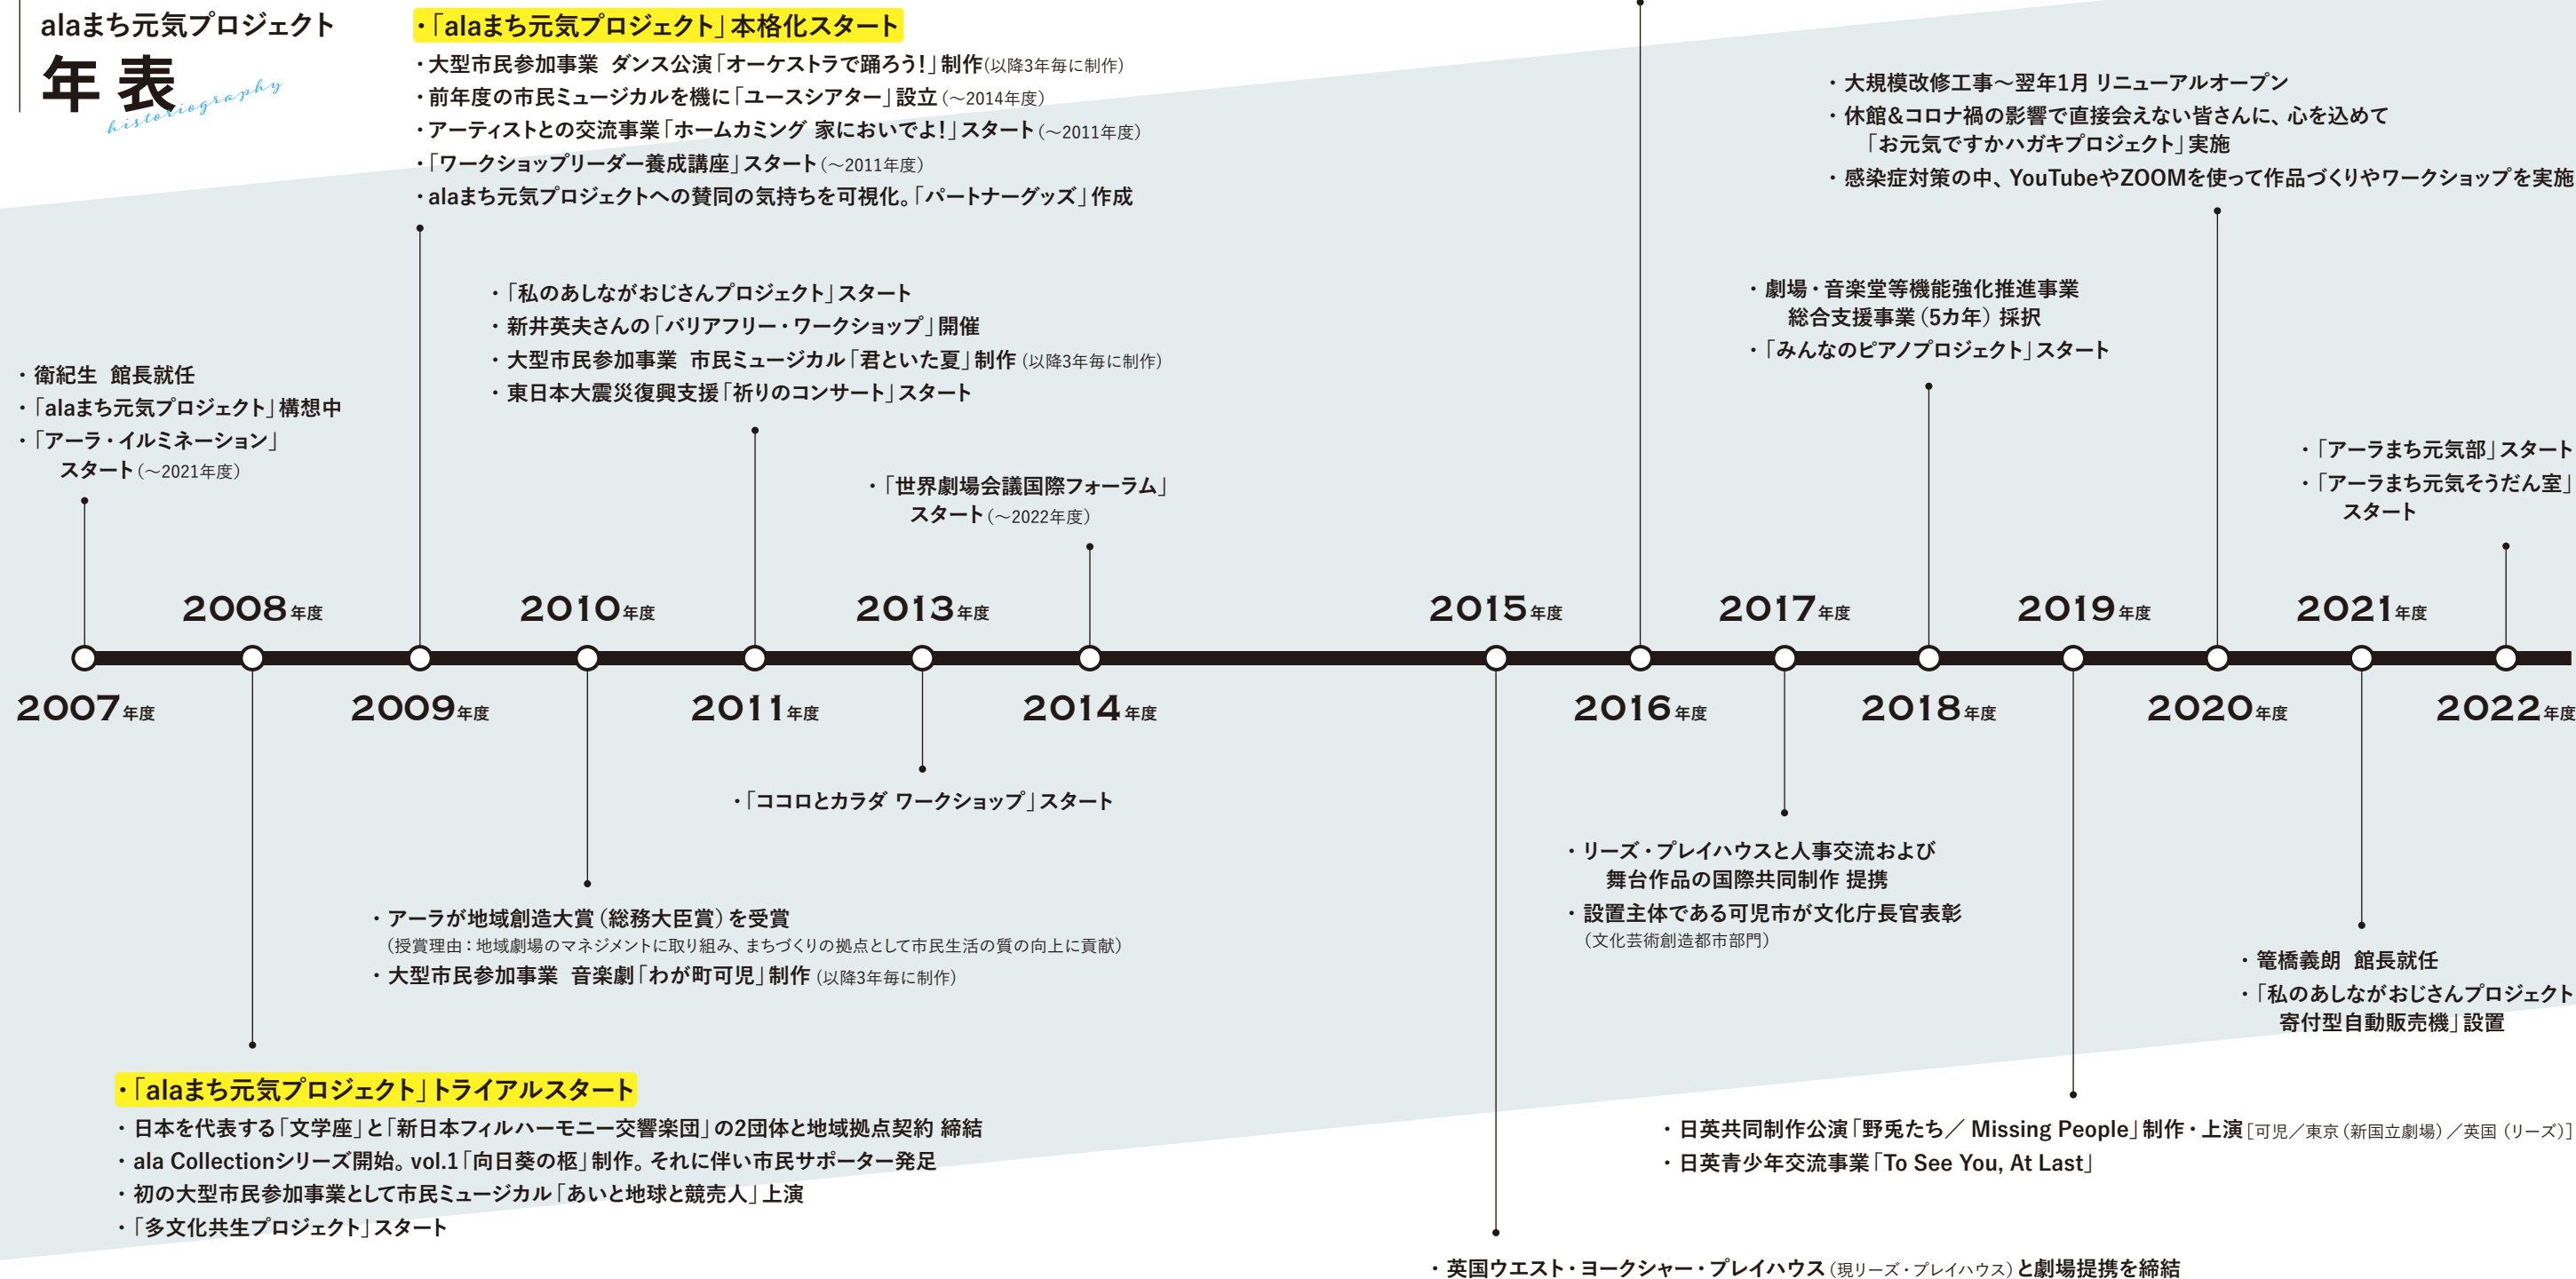 alaまち元気プロジェクト
年表
historiography
・「alaまち元気プロジェクト」本格化スタート
・大型市民参加事業 ダンス公演「オーケストラで踊ろう!」制作(以降3年毎に制作)
・前年度の市民ミュージカルを機に「ユースシアター」設立(～2014年度)
・アーティストとの交流事業「ホームカミング 家においでよ!」スタート(～2011年度)
・「ワークショップリーダー養成講座」スタート(～2011年度)
・alaまち元気プロジェクトへの賛同の気持ちを可視化。「パートナーグッズ」作成
・大規模改修工事～翌年1月 リニューアルオープン
・休館&コロナ禍の影響で直接会えない皆さんに、心を込めて
「お元気ですかハガキプロジェクト」実施
・感染症対策の中、YouTubeやZOOMを使って作品づくりやワークショップを実施
・「私のあしながおじさんプロジェクト」スタート
・新井英夫さんの「バリアフリー・ワークショップ」開催
・大型市民参加事業 市民ミュージカル「君といた夏」制作(以降3年毎に制作)
・東日本大震災復興支援「祈りのコンサート」スタート
・劇場・音楽堂等機能強化推進事業
総合支援事業(5カ年) 採択
・「みんなのピアノプロジェクト」スタート
・衛紀生 館長就任
・「alaまち元気プロジェクト」構想中
・「アーラ・イルミネーション」
スタート(～2021年度)
・「世界劇場会議国際フォーラム」
スタート(～2022年度)
・「アーラまち元気部」スタート
・「アーラまち元気そうだん室」
スタート
2008年度
2010年度
2013年度
2015年度
2017年度
2019年度
2021年度
2007年度
2009年度
2011年度
2014年度
2016年度
2018年度
2020年度
2022年度
・「ココロとカラダ ワークショップ」スタート
・リーズ・プレイハウスと人事交流および
舞台作品の国際共同制作 提携
・設置主体である可児市が文化庁長官表彰
(文化芸術創造都市部門)
・アーラが地域創造大賞(総務大臣賞)を受賞
(授賞理由:地域劇場のマネジメントに取り組み、まちづくりの拠点として市民生活の質の向上に貢献)
・大型市民参加事業 音楽劇「わが町可児」制作(以降3年毎に制作)
・篭橋義朗 館長就任
・「私のあしながおじさんプロジェクト
寄付型自動販売機」設置
・「alaまち元気プロジェクト」トライアルスタート
・日本を代表する「文学座」と「新日本フィルハーモニー交響楽団」の2団体と地域拠点契約 締結
・ala Collectionシリーズ開始。vol.1「向日葵の柩」制作。それに伴い市民サポーター発足
・初の大型市民参加事業として市民ミュージカル「あいと地球と競売人」上演
・「多文化共生プロジェクト」スタート
・日英共同制作公演「野兎たち／Missing People」制作・上演[可児／東京(新国立劇場)／英国(リーズ)]
・日英青少年交流事業「To See You, At Last」
・英国ウエスト・ヨークシャー・プレイハウス(現リーズ・プレイハウス)と劇場提携を締結